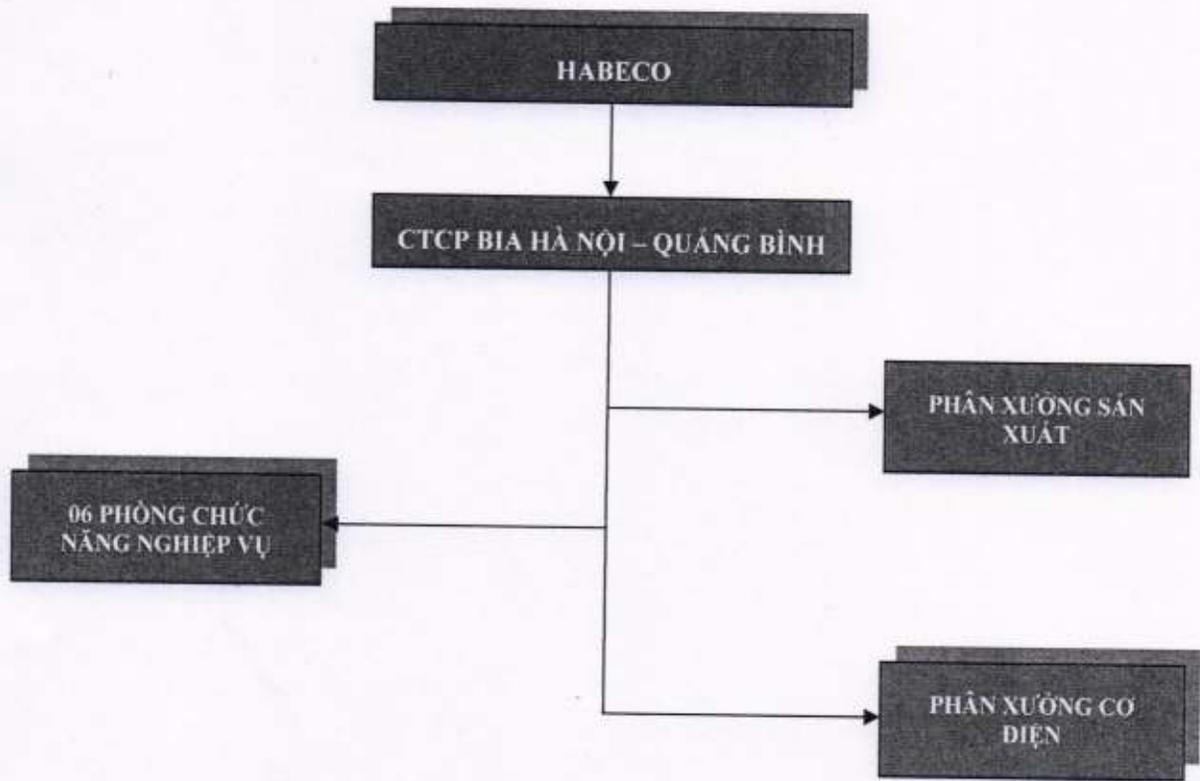 HABECO
CTCP BIA HÀ NỘI – QUẢNG BÌNH
PHÂN XƯỞNG SẢN
XUẤT
06 PHÒNG CHỨC
NĂNG NGHIỆP VỤ
PHÂN XƯỞNG CƠ
ĐIỆN